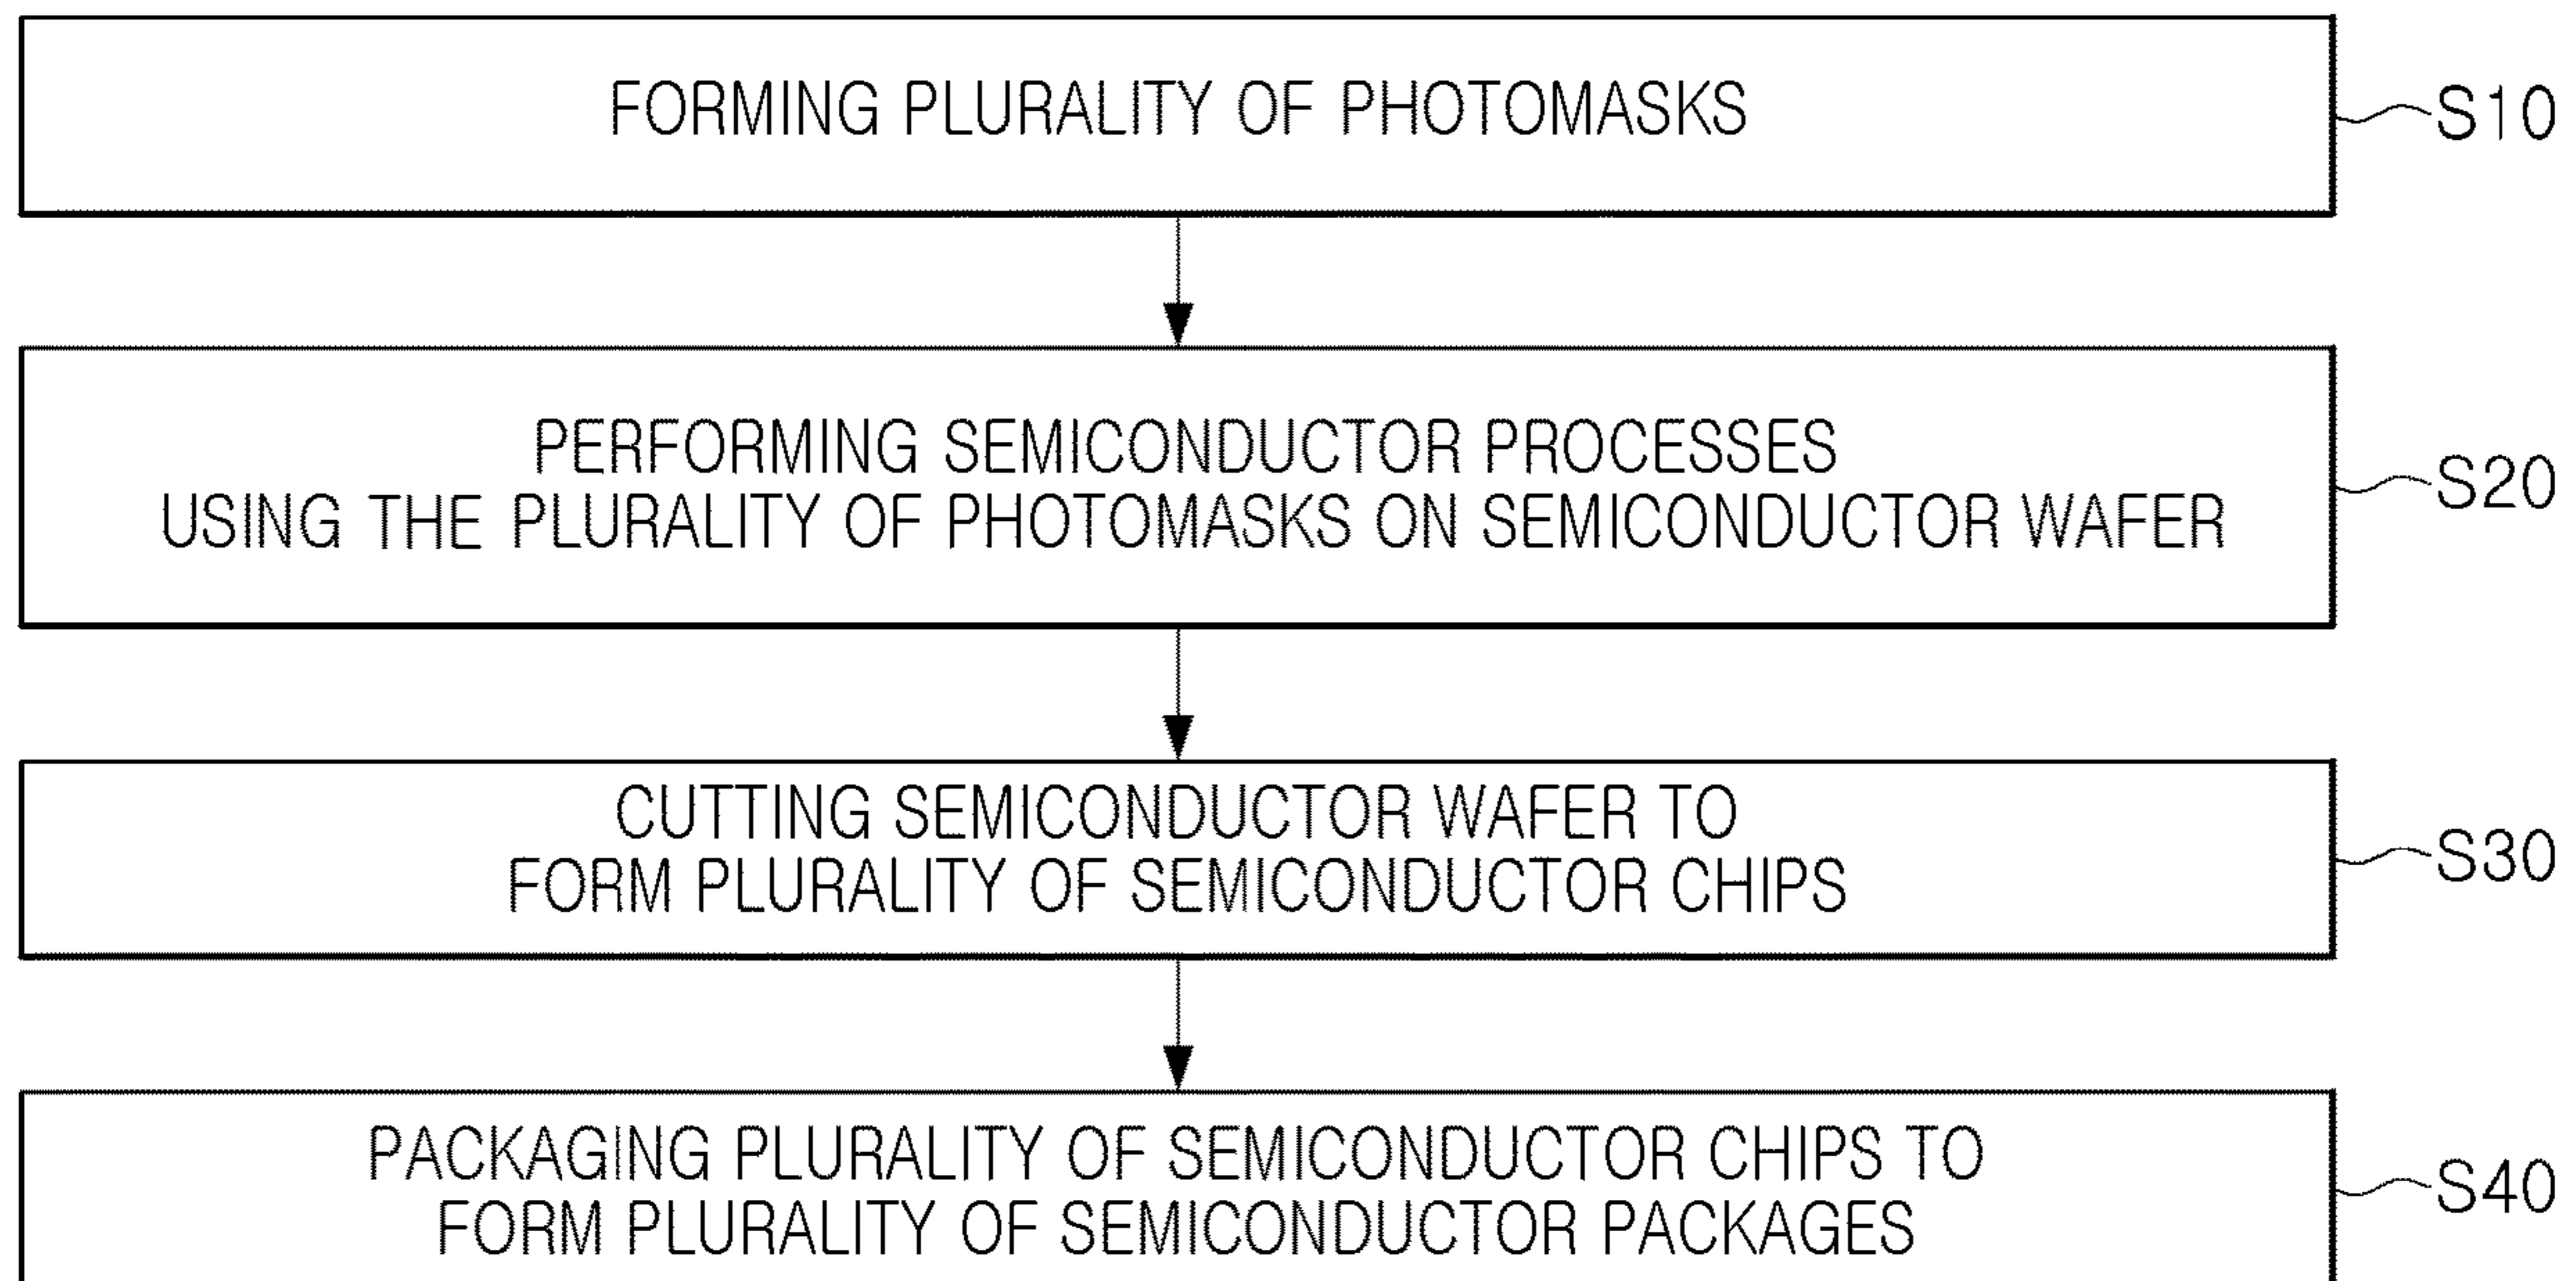 FORMING PLURALITY OF PHOTOMASKS
S10
PERFORMING SEMICONDUCTOR PROCESSES
USING THE PLURALITY OF PHOTOMASKS ON SEMICONDUCTOR WAFER
S20
CUTTING SEMICONDUCTOR WAFER TO
FORM PLURALITY OF SEMICONDUCTOR CHIPS
S30
PACKAGING PLURALITY OF SEMICONDUCTOR CHIPS TO
FORM PLURALITY OF SEMICONDUCTOR PACKAGES
S40